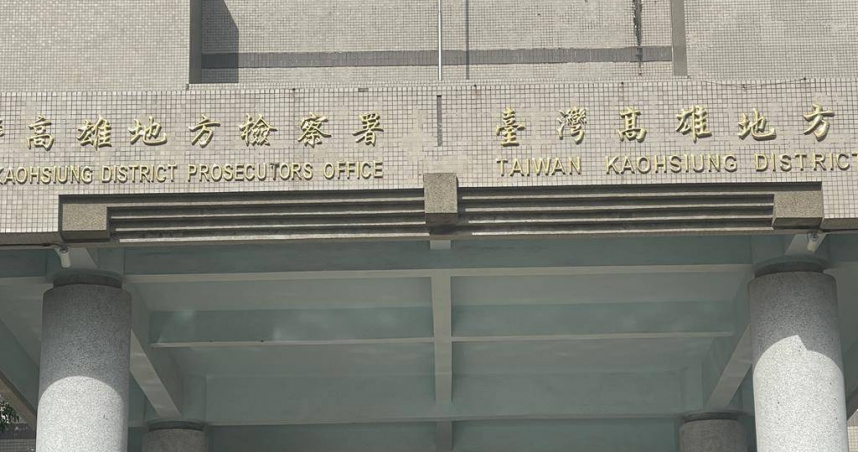 高雄地方檢察署
KAOHSIUNG DISTRICT PROSECUTORS OFFICE
臺灣高雄地方
TAIWAN KAOHSIUNG DISTRICT